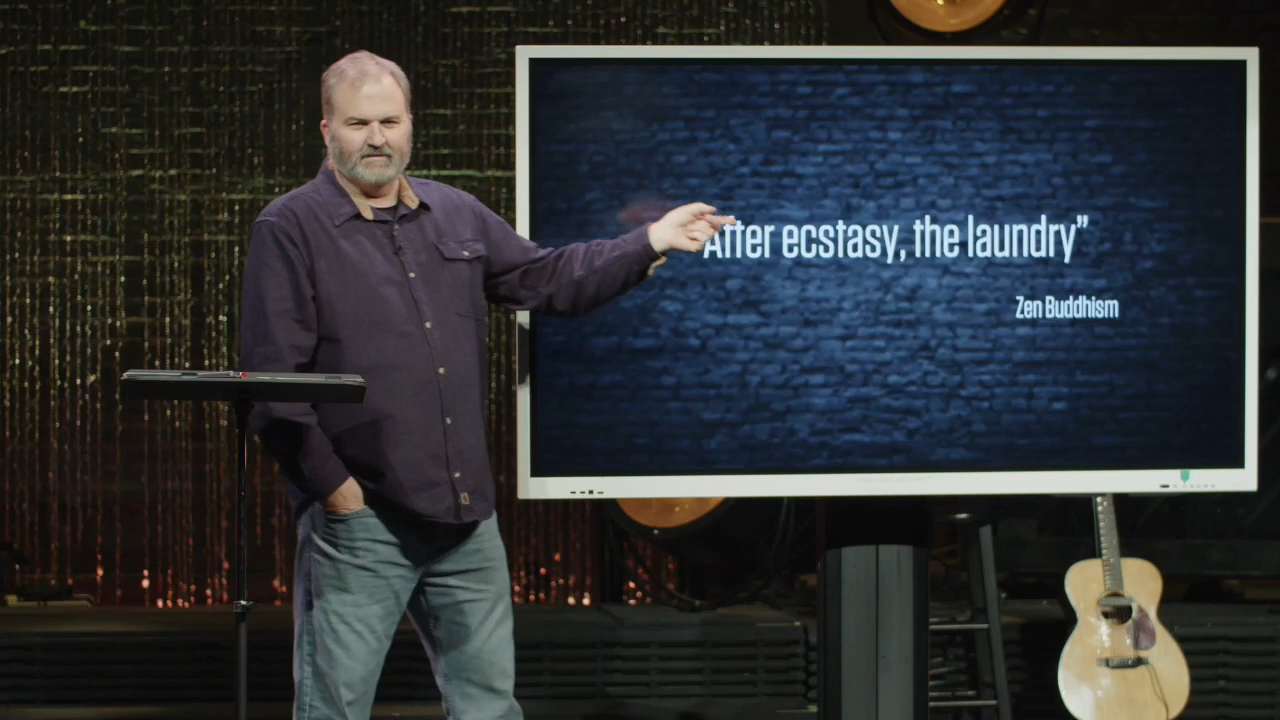 "After ecstasy, the laundry"
Zen Buddhism